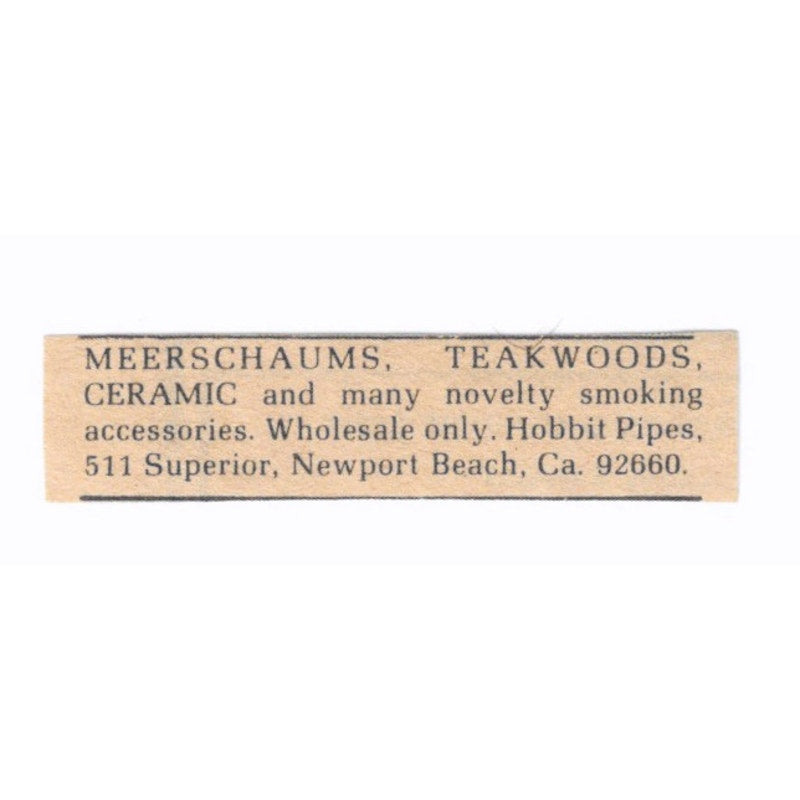 MEERSCHAUMS, TEAKWOODS,
CERAMIC and many novelty smoking
accessories. Wholesale only. Hobbit Pipes,
511 Superior, Newport Beach, Ca. 92660.